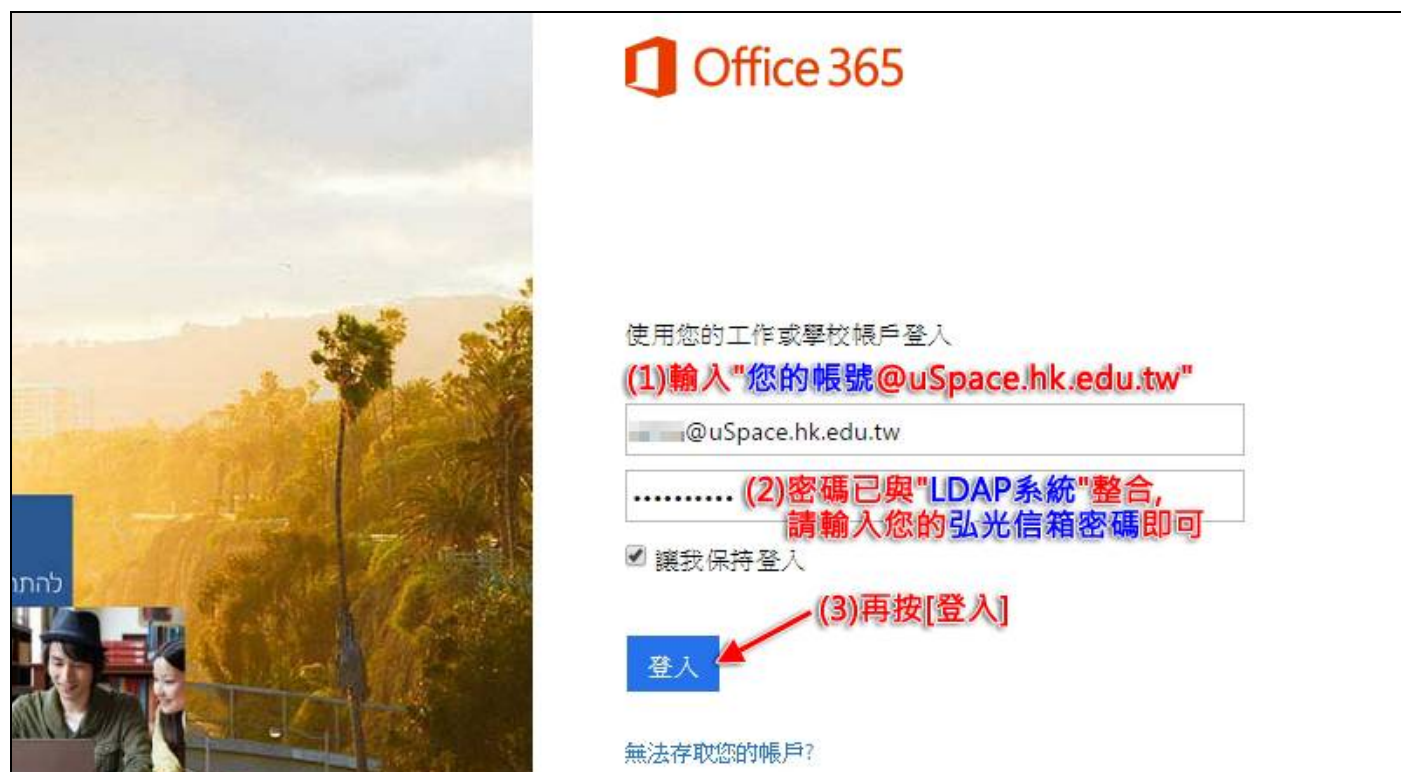 Office 365
使用您的工作或學校帳戶登入
(1)輸入"您的帳號@uSpace.hk.edu.tw"
@uSpace.hk.edu.tw
.......... (2)密碼已與"LDAP系統"整合,
請輸入您的弘光信箱密碼即可
讓我保持登入
(3)再按[登入]
登入
無法存取您的帳戶?